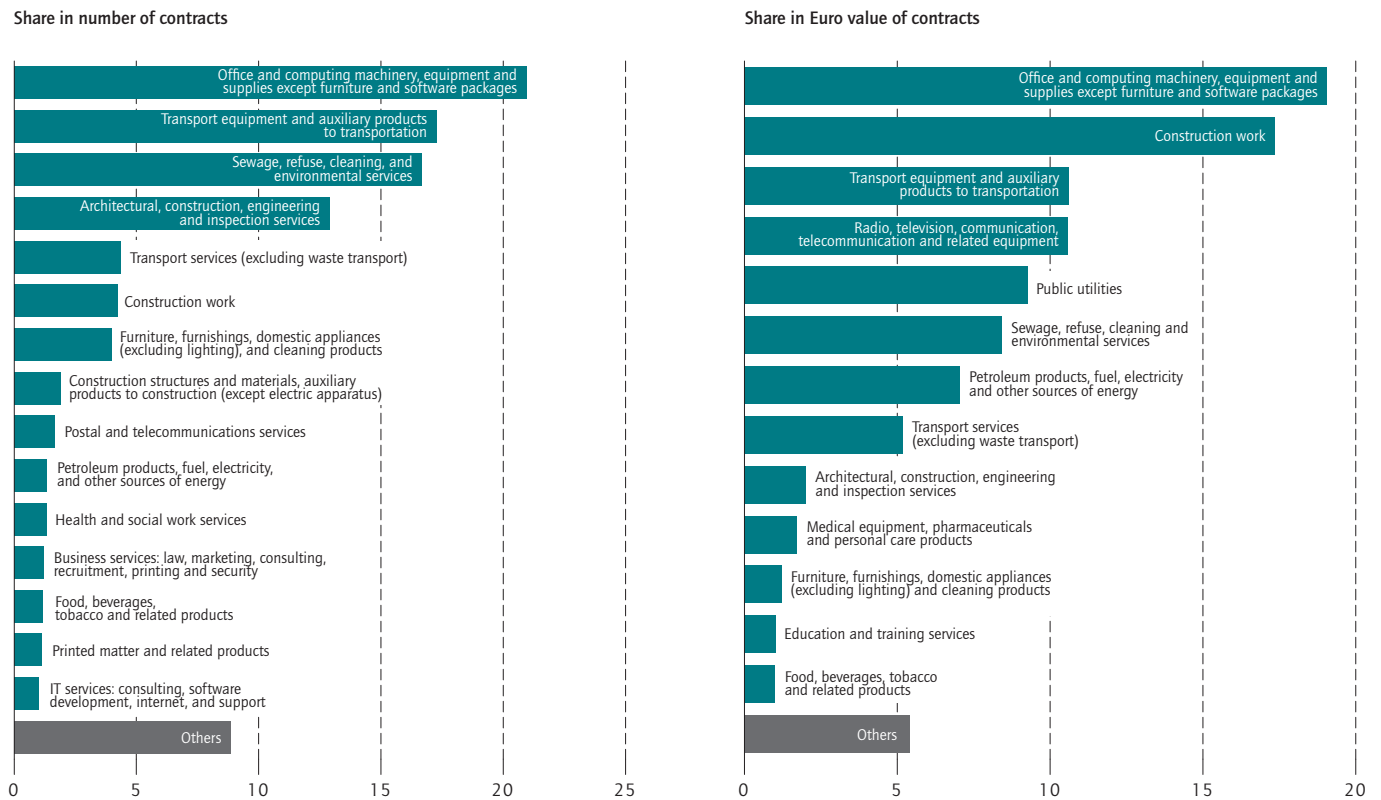 Share in number of contracts
Office and computing machinery, equipment and
supplies except furniture and software packages
Transport equipment and auxiliary products
to transportation
Sewage, refuse, cleaning, and
environmental services
Architectural, construction, engineering
and inspection services
Transport services (excluding waste transport)
Construction work
Furniture, furnishings, domestic appliances
(excluding lighting), and cleaning products
Construction structures and materials, auxiliary
products to construction (except electric apparatus)
Postal and telecommunications services
Petroleum products, fuel, electricity,
and other sources of energy
Health and social work services
Business services: law, marketing, consulting,
recruitment, printing and security
Food, beverages,
tobacco and related products
Printed matter and related products
IT services: consulting, software
development, internet, and support
Others
0 5 10 15 20 25
Share in Euro value of contracts
Office and computing machinery, equipment and
supplies except furniture and software packages
Construction work
Transport equipment and auxiliary
products to transportation
Radio, television, communication,
telecommunication and related equipment
Public utilities
Sewage, refuse, cleaning and
environmental services
Petroleum products, fuel, electricity
and other sources of energy
Transport services
(excluding waste transport)
Architectural, construction, engineering
and inspection services
Medical equipment, pharmaceuticals
and personal care products
Furniture, furnishings, domestic appliances
(excluding lighting) and cleaning products
Education and training services
Food, beverages, tobacco
and related products
Others
0 5 10 15 20